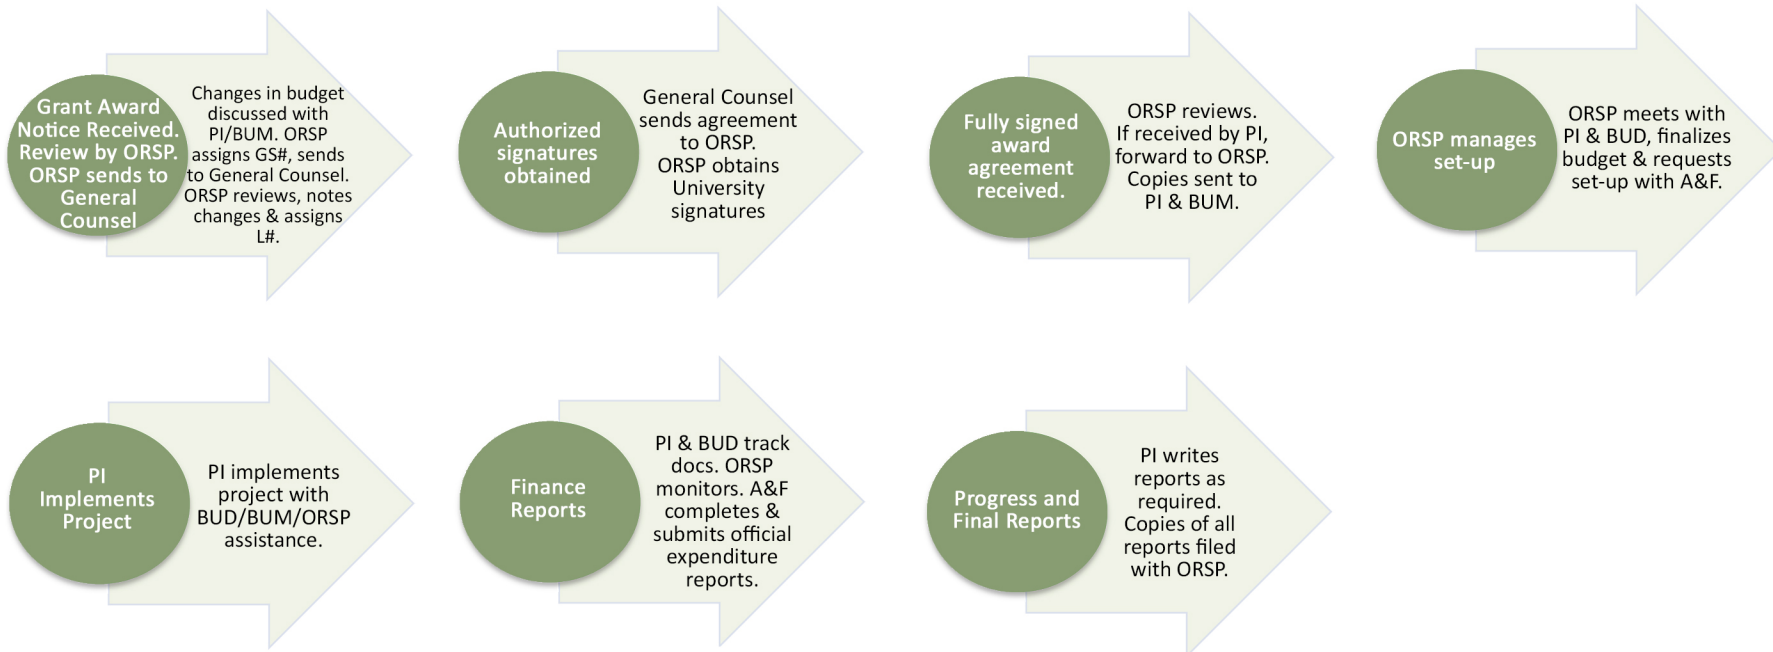 Grant Award
Notice Received.
Review by ORSP.
ORSP sends to
General
Counsel
Changes in budget
discussed with
PI/BUM. ORSP
assigns GS#, sends
to General Counsel.
ORSP reviews, notes
changes & assigns
L#.
Authorized
signatures
obtained
General Counsel
sends agreement
to ORSP.
ORSP obtains
University
signatures
Fully signed
award
agreement
received.
ORSP reviews.
If received by PI,
forward to ORSP.
Copies sent to
PI & BUM.
ORSP manages
set-up
ORSP meets with
PI & BUD, finalizes
budget & requests
set-up with A&F.
PI
Implements
Project
PI implements
project with
BUD/BUM/ORSP
assistance.
Finance
Reports
PI & BUD track
docs. ORSP
monitors. A&F
completes &
submits official
expenditure
reports.
Progress and
Final Reports
PI writes
reports as
required.
Copies of all
reports filed
with ORSP.